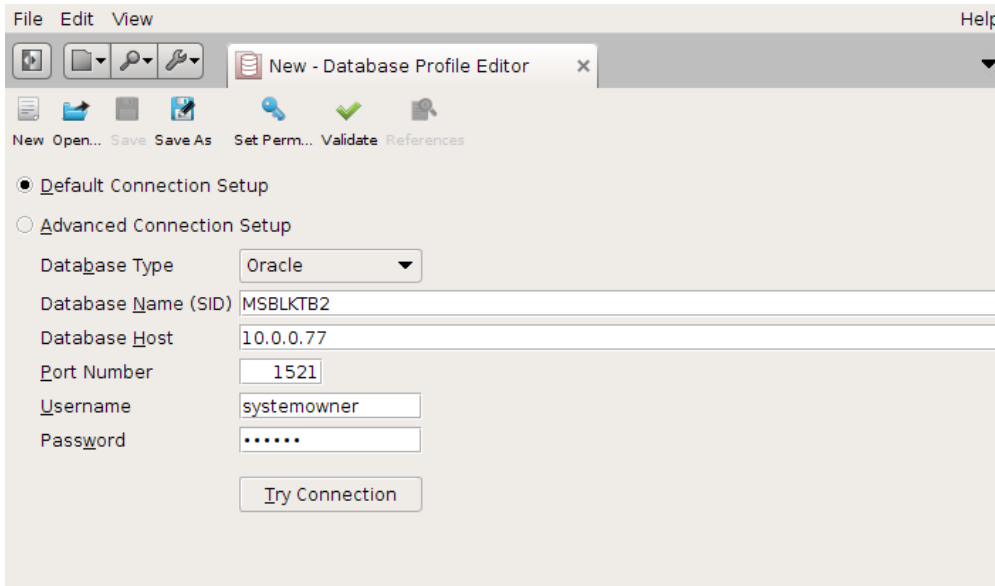 File Edit View Help
New - Database Profile Editor
New Open... Save Save As Set Perm... Validate References
Default Connection Setup
Advanced Connection Setup
Database Type Oracle
Database Name (SID) MSBLKTB2
Database Host 10.0.0.77
Port Number 1521
Username systemowner
Password ••••••
Try Connection